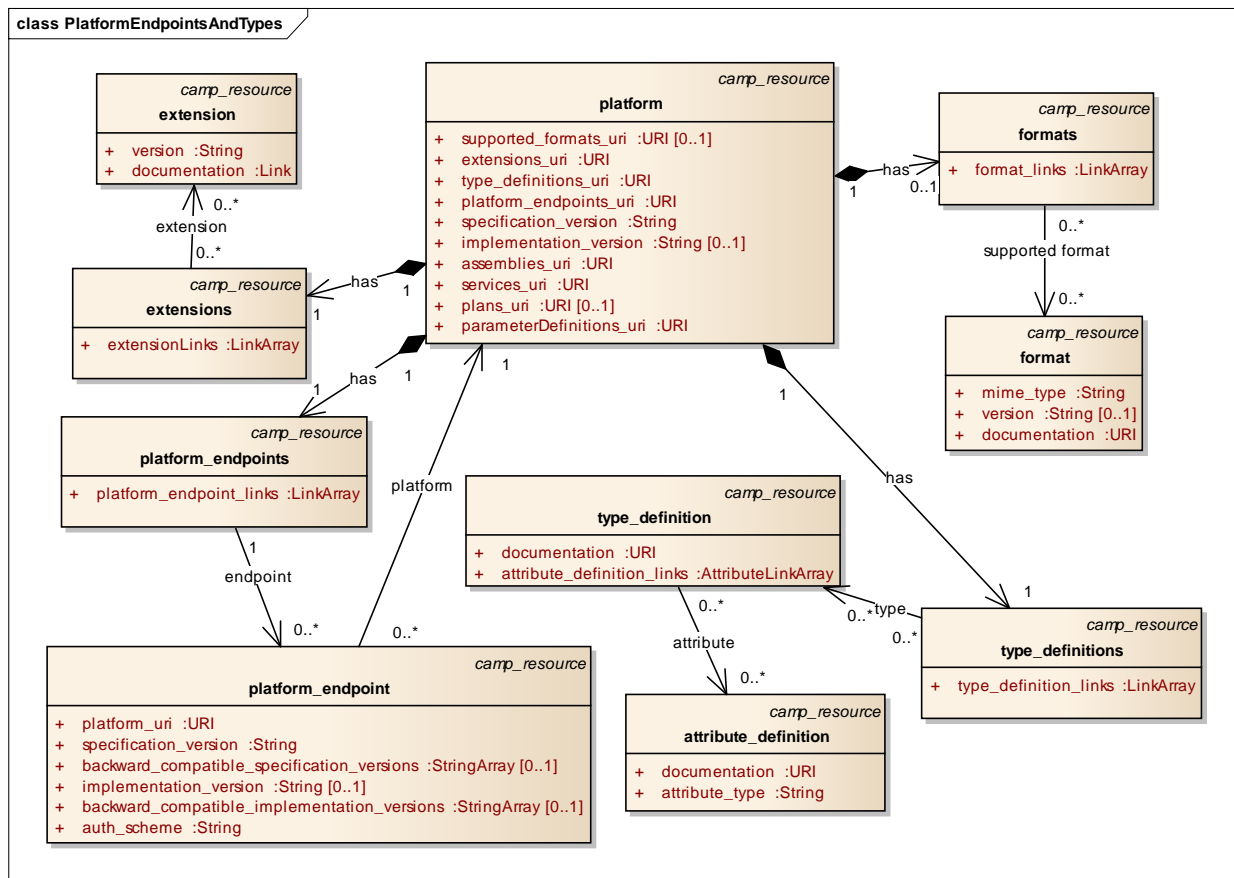 class PlatformEndpointsAndTypes
camp_resource
extension
+ version :String
+ documentation :Link
0..*
extension
0..*
camp_resource
extensions
+ extensionLinks :LinkArray
camp_resource
platform
+ supported_formats_uri :URI [0..1]
+ extensions_uri :URI
+ type_definitions_uri :URI
+ platform_endpoints_uri :URI
+ specification_version :String
+ implementation_version :String [0..1]
+ assemblies_uri :URI
+ services_uri :URI
+ plans_uri :URI [0..1]
+ parameterDefinitions_uri :URI
has
1
0..1
camp_resource
formats
+ format_links :LinkArray
0..*
supported format
0..*
camp_resource
format
+ mime_type :String
+ version :String [0..1]
+ documentation :URI
1
has
1
1
has
1
camp_resource
platform_endpoints
+ platform_endpoint_links :LinkArray
1
endpoint
0..*
1
platform
0..*
camp_resource
platform_endpoint
+ platform_uri :URI
+ specification_version :String
+ backward_compatible_specification_versions :StringArray [0..1]
+ implementation_version :String [0..1]
+ backward_compatible_implementation_versions :StringArray [0..1]
+ auth_scheme :String
1
has
1
camp_resource
type_definition
+ documentation :URI
+ attribute_definition_links :AttributeLinkArray
0..*
type
0..*
camp_resource
type_definitions
+ type_definition_links :LinkArray
0..*
attribute
0..*
camp_resource
attribute_definition
+ documentation :URI
+ attribute_type :String